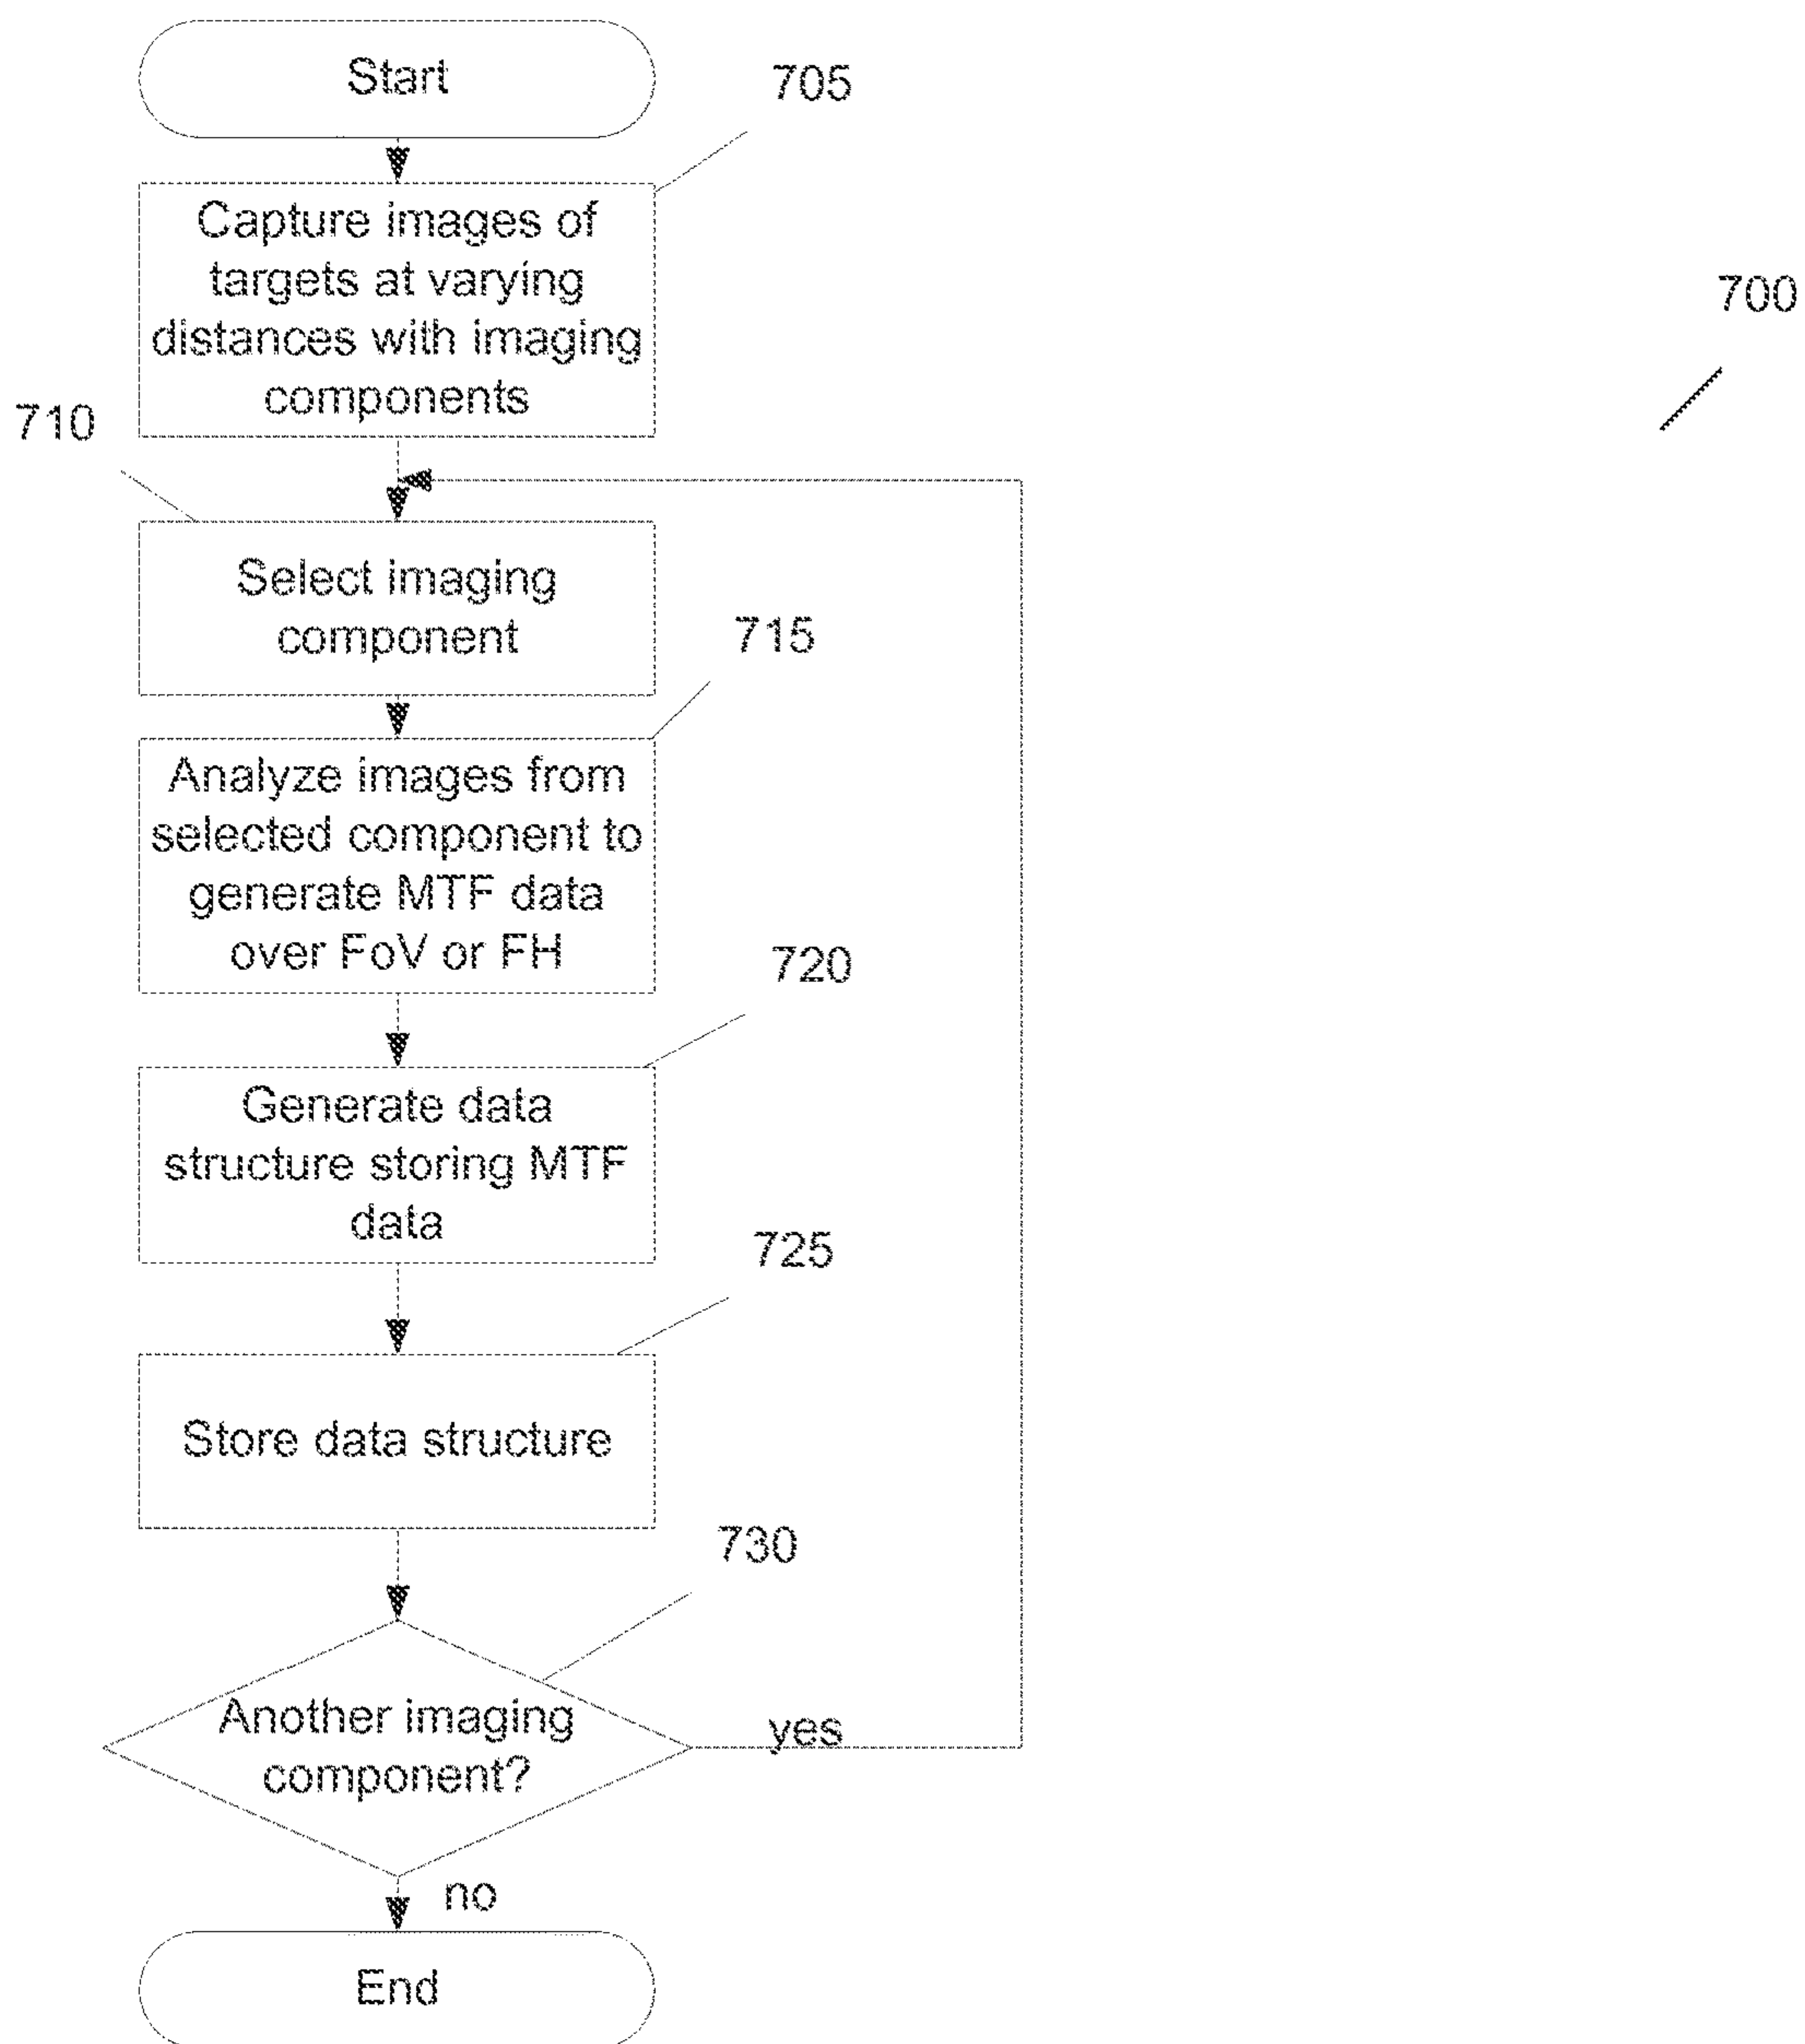 Start
705
Capture images of
targets at varying
distances with imaging
components
700
710
Select imaging
component
715
Analyze images from
selected component to
generate MTF data
over FoV or FH
720
Generate data
structure storing MTF
data
725
Store data structure
730
Another imaging
component?
yes
no
End